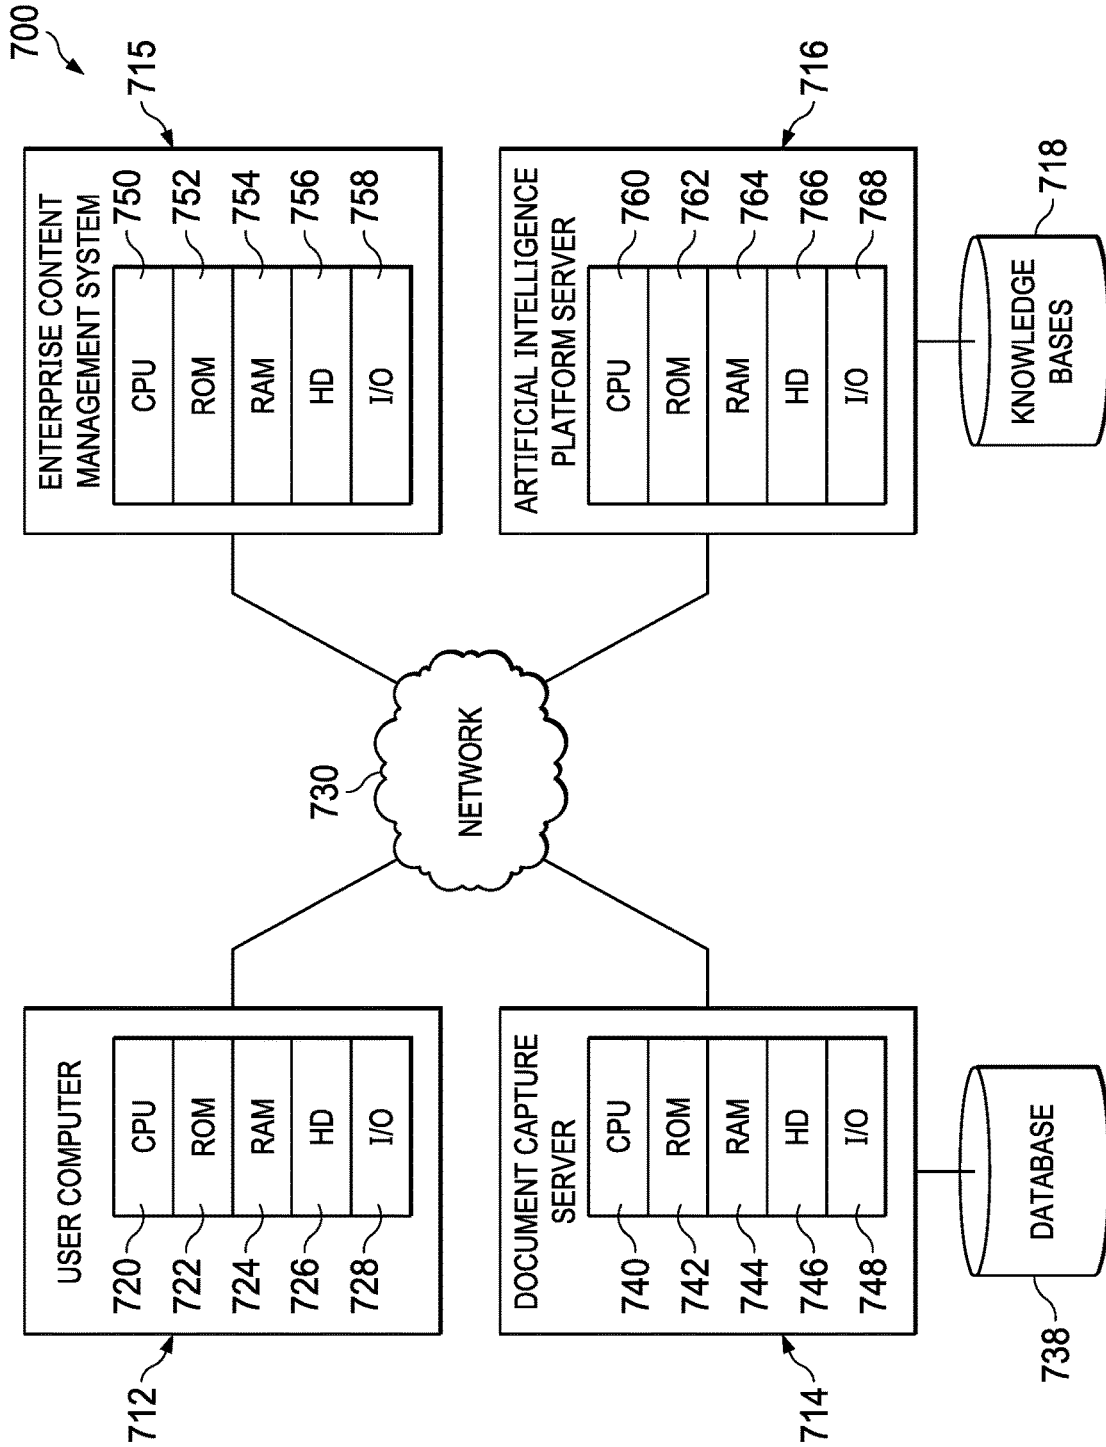 700
712
USER COMPUTER
720
CPU
722
ROM
724
RAM
726
HD
728
I/O
715
ENTERPRISE CONTENT
MANAGEMENT SYSTEM
CPU
750
ROM
752
RAM
754
HD
756
I/O
758
730
NETWORK
714
DOCUMENT CAPTURE
SERVER
740
CPU
742
ROM
744
RAM
746
HD
748
I/O
716
ARTIFICIAL INTELLIGENCE
PLATFORM SERVER
CPU
760
ROM
762
RAM
764
HD
766
I/O
768
738
DATABASE
KNOWLEDGE
BASES
718